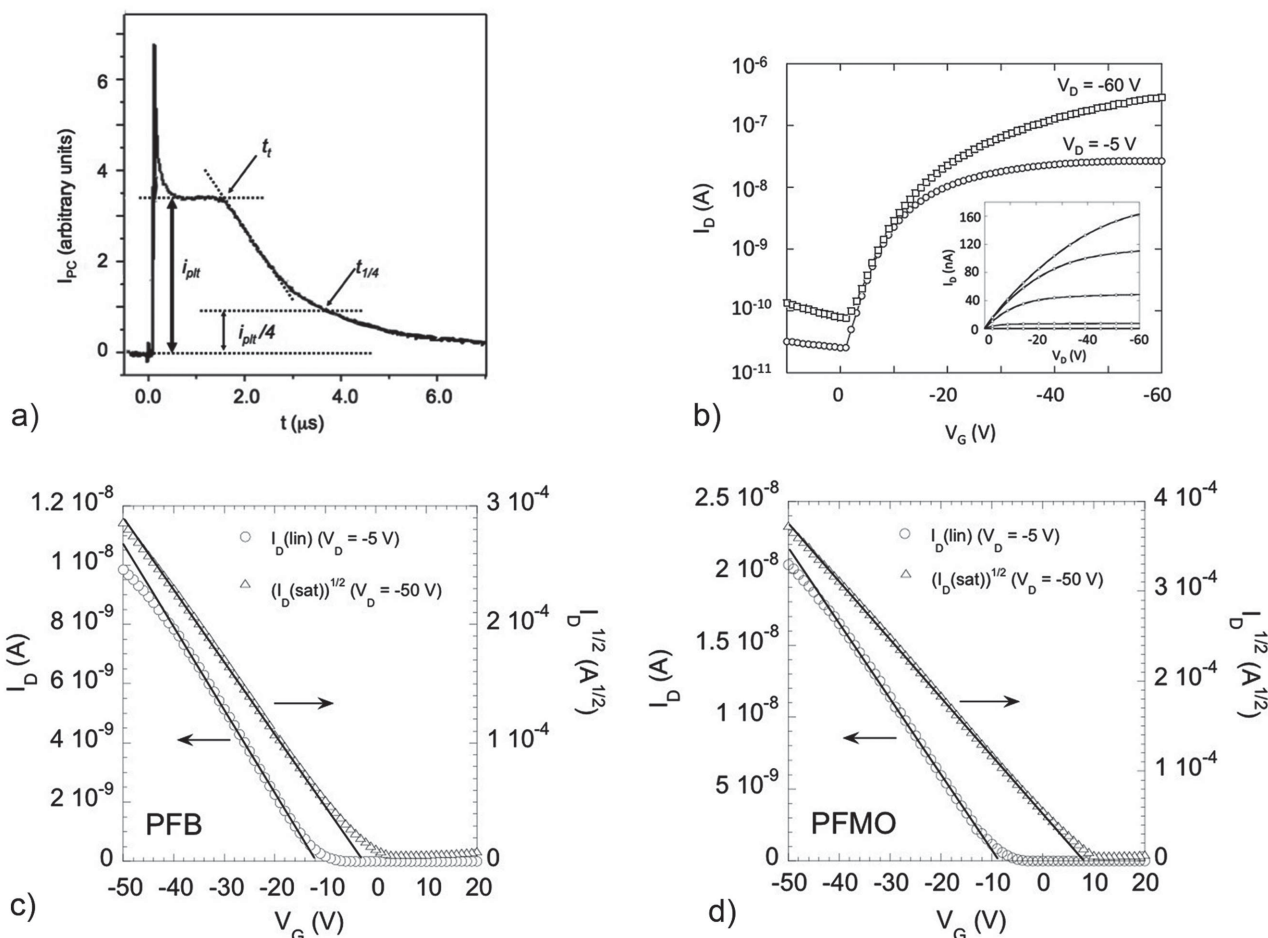 I_PC (arbitrary units)
6
4
2
0
t_t
t_1/4
i_plt
i_plt/4
0.0 2.0 4.0 6.0
t (μs)
a)
I_D (A)
10^-6
10^-7
10^-8
10^-9
10^-10
10^-11
V_D = -60 V
V_D = -5 V
I_D (nA)
160
120
80
40
0
0 -20 -40 -60
V_D (V)
0 -20 -40 -60
V_G (V)
b)
I_D (A)
1.2 10^-8
1 10^-8
8 10^-9
6 10^-9
4 10^-9
2 10^-9
0
3 10^-4
2 10^-4
1 10^-4
0
I_D^1/2 (A^1/2)
I_D(lin) (V_D = -5 V)
(I_D(sat))^1/2 (V_D = -50 V)
PFB
-50 -40 -30 -20 -10 0 10 20
V_G (V)
c)
I_D (A)
2.5 10^-8
2 10^-8
1.5 10^-8
1 10^-8
5 10^-9
0
4 10^-4
3 10^-4
2 10^-4
1 10^-4
0
I_D^1/2 (A^1/2)
I_D(lin) (V_D = -5 V)
(I_D(sat))^1/2 (V_D = -50 V)
PFMO
-50 -40 -30 -20 -10 0 10 20
V_G (V)
d)